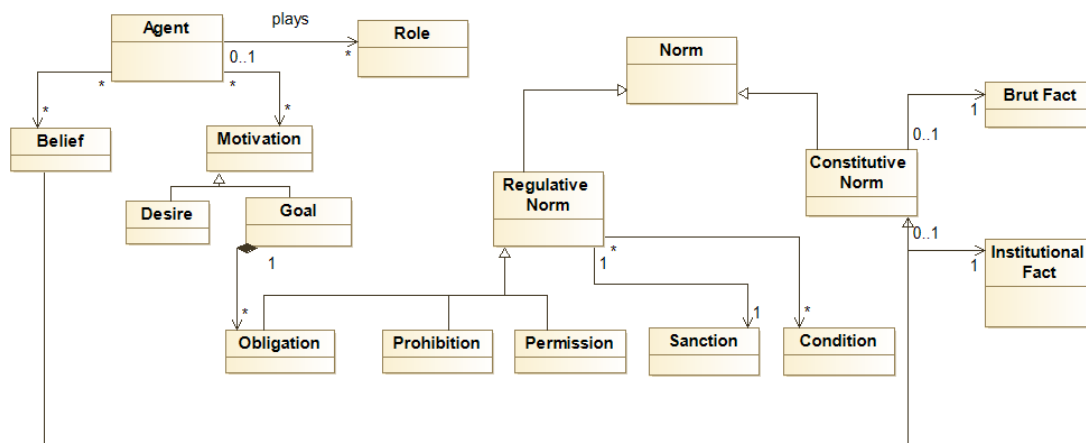 plays
Agent
Role
0..1
*
Norm
*
*
*
*
Brut Fact
1
0..1
Belief
Motivation
Constitutive
Norm
Regulative
Norm
Desire
Goal
0..1
*
1
1
1
Institutional
Fact
*
1
*
Obligation
Prohibition
Permission
Sanction
Condition